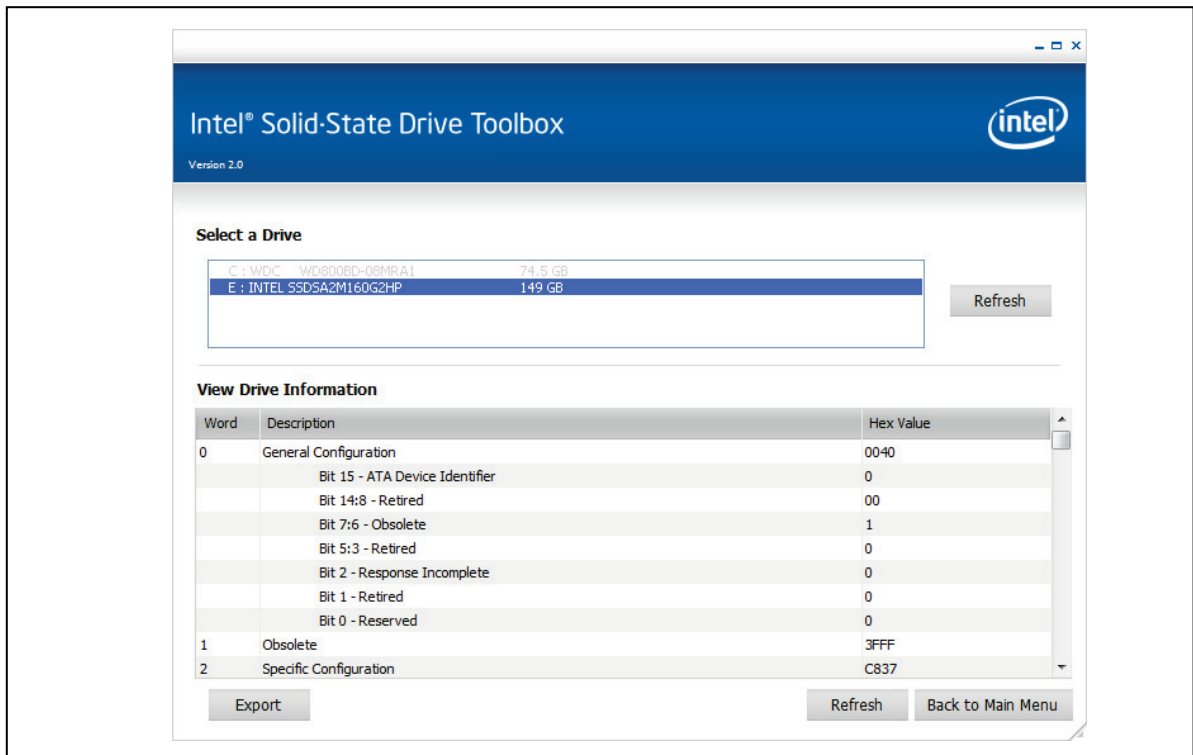 Intel® Solid-State Drive Toolbox
intel
Version 2.0
Select a Drive
C : WDC WD800BD-08MRA1 74.5 GB
E : INTEL SSDSA2M160G2HP 149 GB
Refresh
View Drive Information
Word Description Hex Value
0 General Configuration 0040
Bit 15 - ATA Device Identifier 0
Bit 14:8 - Retired 00
Bit 7:6 - Obsolete 1
Bit 5:3 - Retired 0
Bit 2 - Response Incomplete 0
Bit 1 - Retired 0
Bit 0 - Reserved 0
1 Obsolete 3FFF
2 Specific Configuration C837
Export Refresh Back to Main Menu